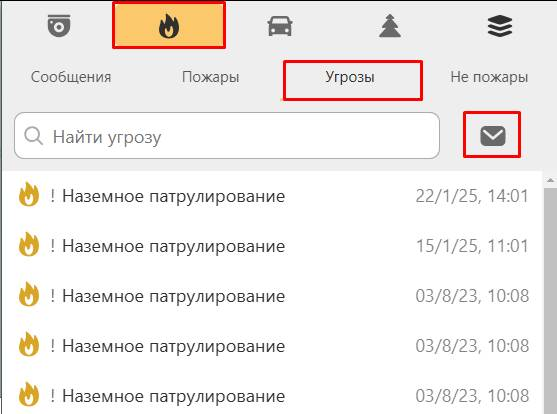 Сообщения Пожары Угрозы Не пожары
Найти угрозу
! Наземное патрулирование 22/1/25, 14:01
! Наземное патрулирование 15/1/25, 11:01
! Наземное патрулирование 03/8/23, 10:08
! Наземное патрулирование 03/8/23, 10:08
! Наземное патрулирование 03/8/23, 10:08